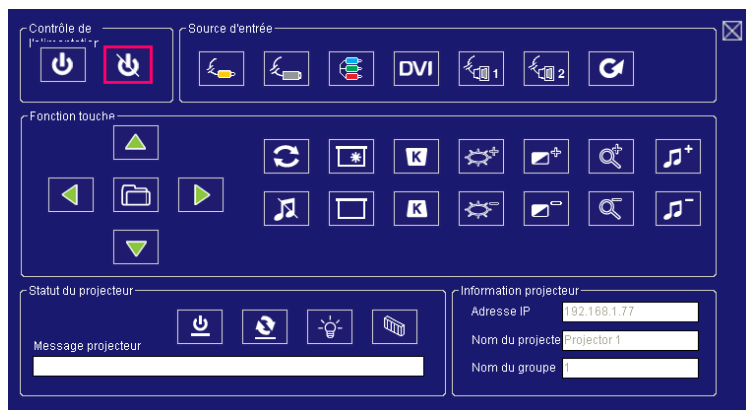 Contrôle de
Source d'entrée
DVI
1
2
Fonction touche
K
K
Statut du projecteur
Message projecteur
Information projecteur
Adresse IP
192.168.1.77
Nom du projecte
Projector 1
Nom du groupe
1